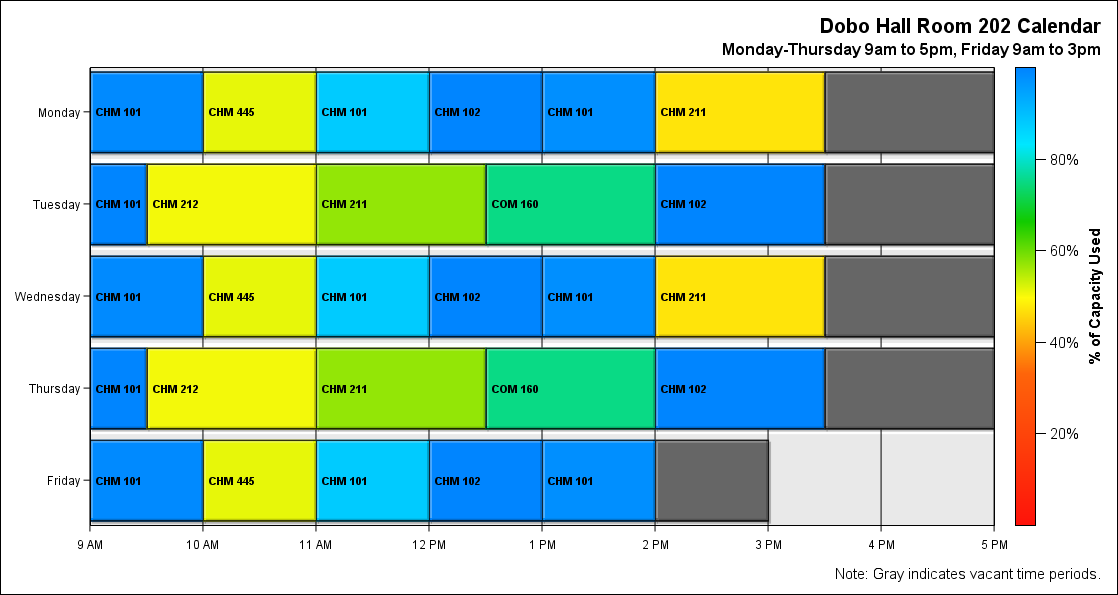 Dobo Hall Room 202 Calendar
Monday-Thursday 9am to 5pm, Friday 9am to 3pm
Monday
CHM 101
CHM 445
CHM 101
CHM 102
CHM 101
CHM 211
Tuesday
CHM 101
CHM 212
CHM 211
COM 160
CHM 102
Wednesday
CHM 101
CHM 445
CHM 101
CHM 102
CHM 101
CHM 211
Thursday
CHM 101
CHM 212
CHM 211
COM 160
CHM 102
Friday
CHM 101
CHM 445
CHM 101
CHM 102
CHM 101
9 AM
10 AM
11 AM
12 PM
1 PM
2 PM
3 PM
4 PM
5 PM
80%
60%
40%
20%
% of Capacity Used
Note: Gray indicates vacant time periods.